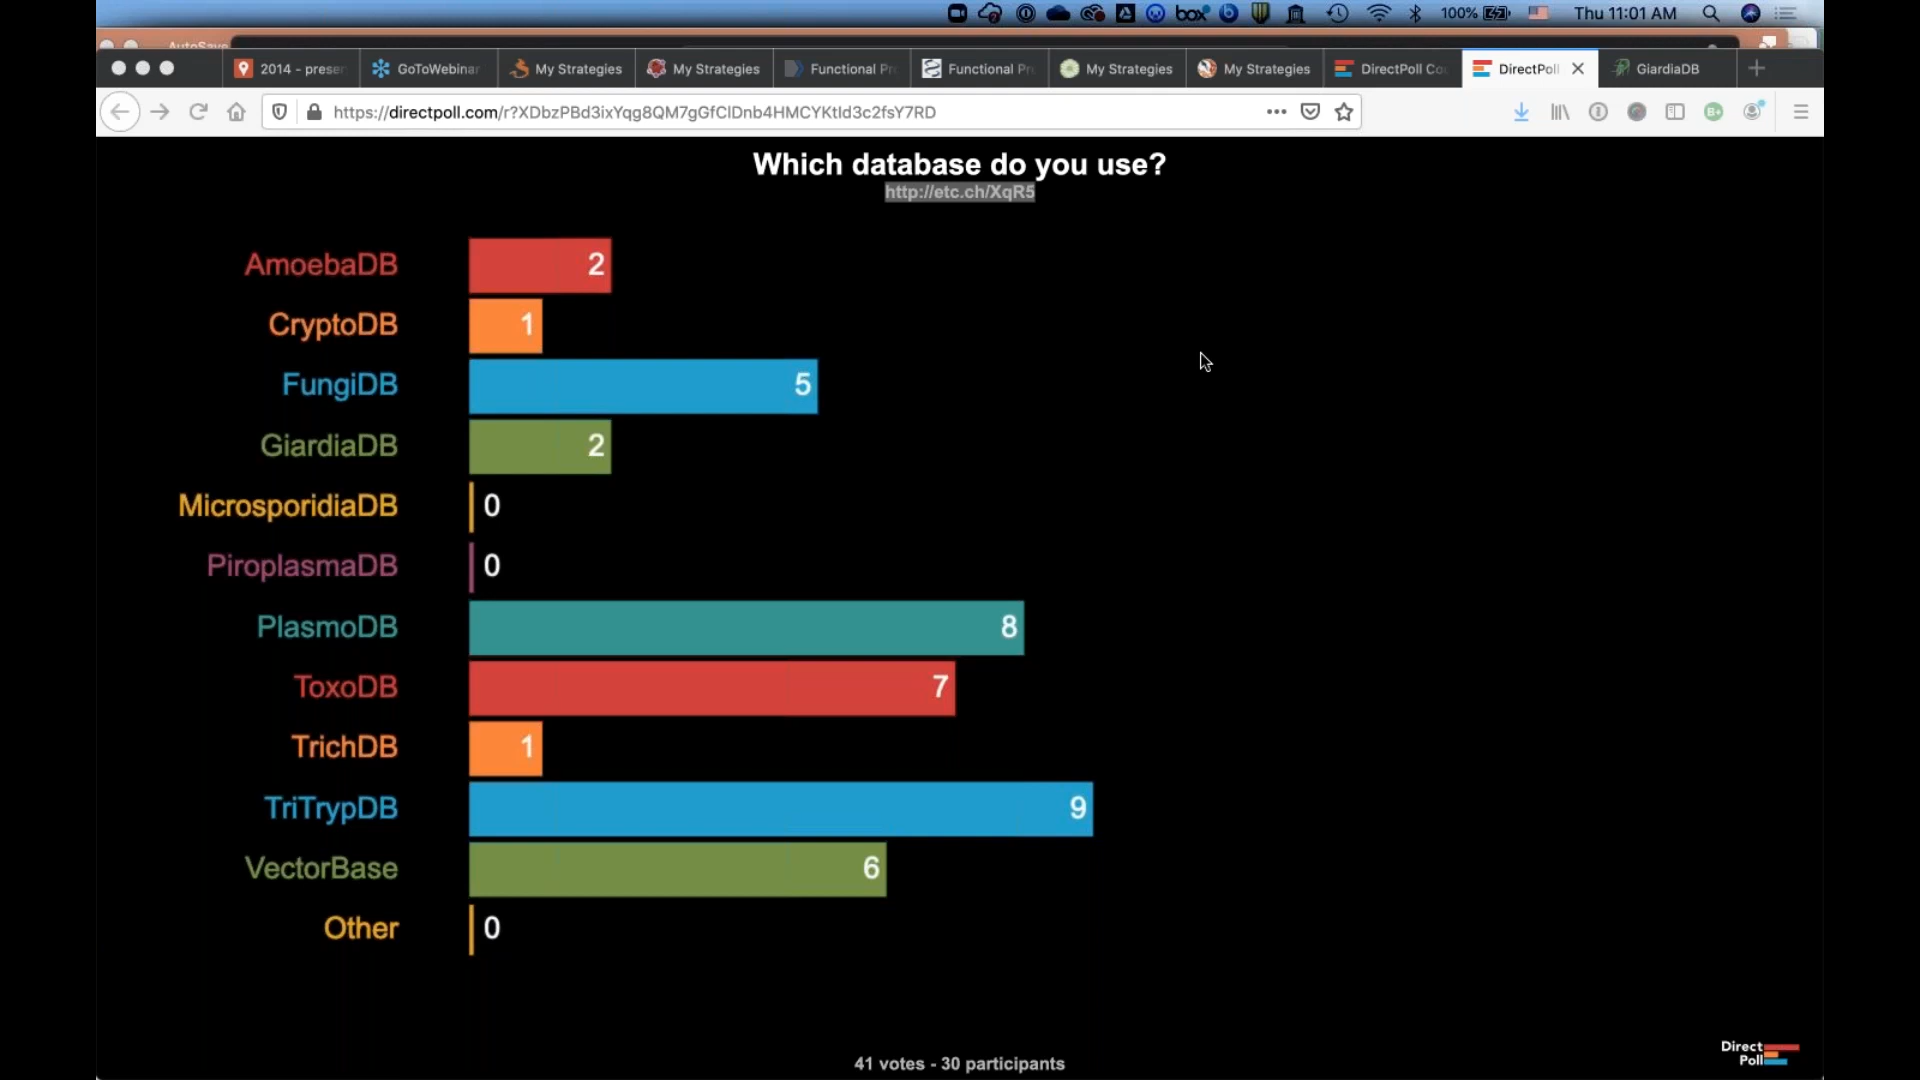 100% Thu 11:01 AM
AutoSave
2014 - presen GoToWebinar My Strategies My Strategies Functional Pr Functional Pr My Strategies My Strategies DirectPoll Co DirectPoll GiardiaDB
https://directpoll.com/r?XDbzPBd3ixYqg8QM7gGfClDnb4HMCYKtId3c2fsY7RD
Which database do you use?
http://etc.ch/XqR5
AmoebaDB 2
CryptoDB 1
FungiDB 5
GiardiaDB 2
MicrosporidiaDB 0
PiroplasmaDB 0
PlasmoDB 8
ToxoDB 7
TrichDB 1
TriTrypDB 9
VectorBase 6
Other 0
41 votes - 30 participants
Direct
Poll